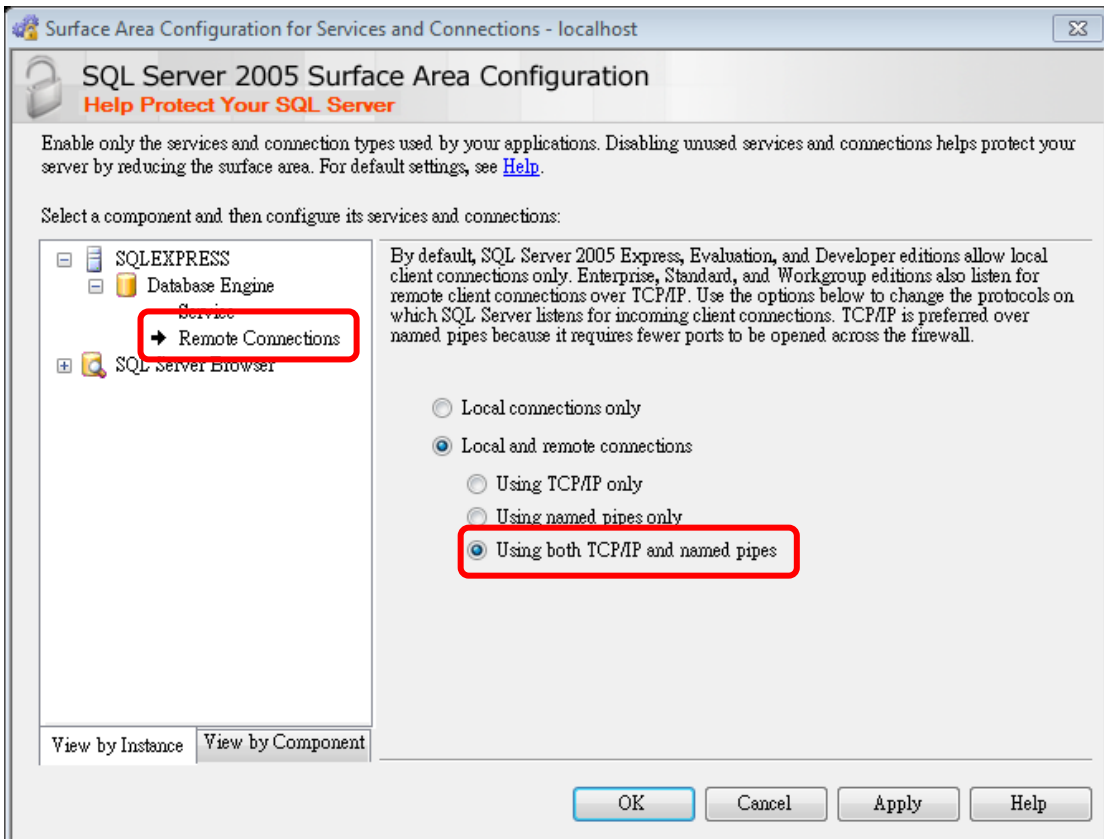 Surface Area Configuration for Services and Connections - localhost
SQL Server 2005 Surface Area Configuration
Help Protect Your SQL Server
Enable only the services and connection types used by your applications. Disabling unused services and connections helps protect your
server by reducing the surface area. For default settings, see Help.
Select a component and then configure its services and connections:
SQLEXPRESS
Database Engine
Service
Remote Connections
SQL Server Browser
View by Instance
View by Component
By default, SQL Server 2005 Express, Evaluation, and Developer editions allow local
client connections only. Enterprise, Standard, and Workgroup editions also listen for
remote client connections over TCP/IP. Use the options below to change the protocols on
which SQL Server listens for incoming client connections. TCP/IP is preferred over
named pipes because it requires fewer ports to be opened across the firewall.
Local connections only
Local and remote connections
Using TCP/IP only
Using named pipes only
Using both TCP/IP and named pipes
OK
Cancel
Apply
Help